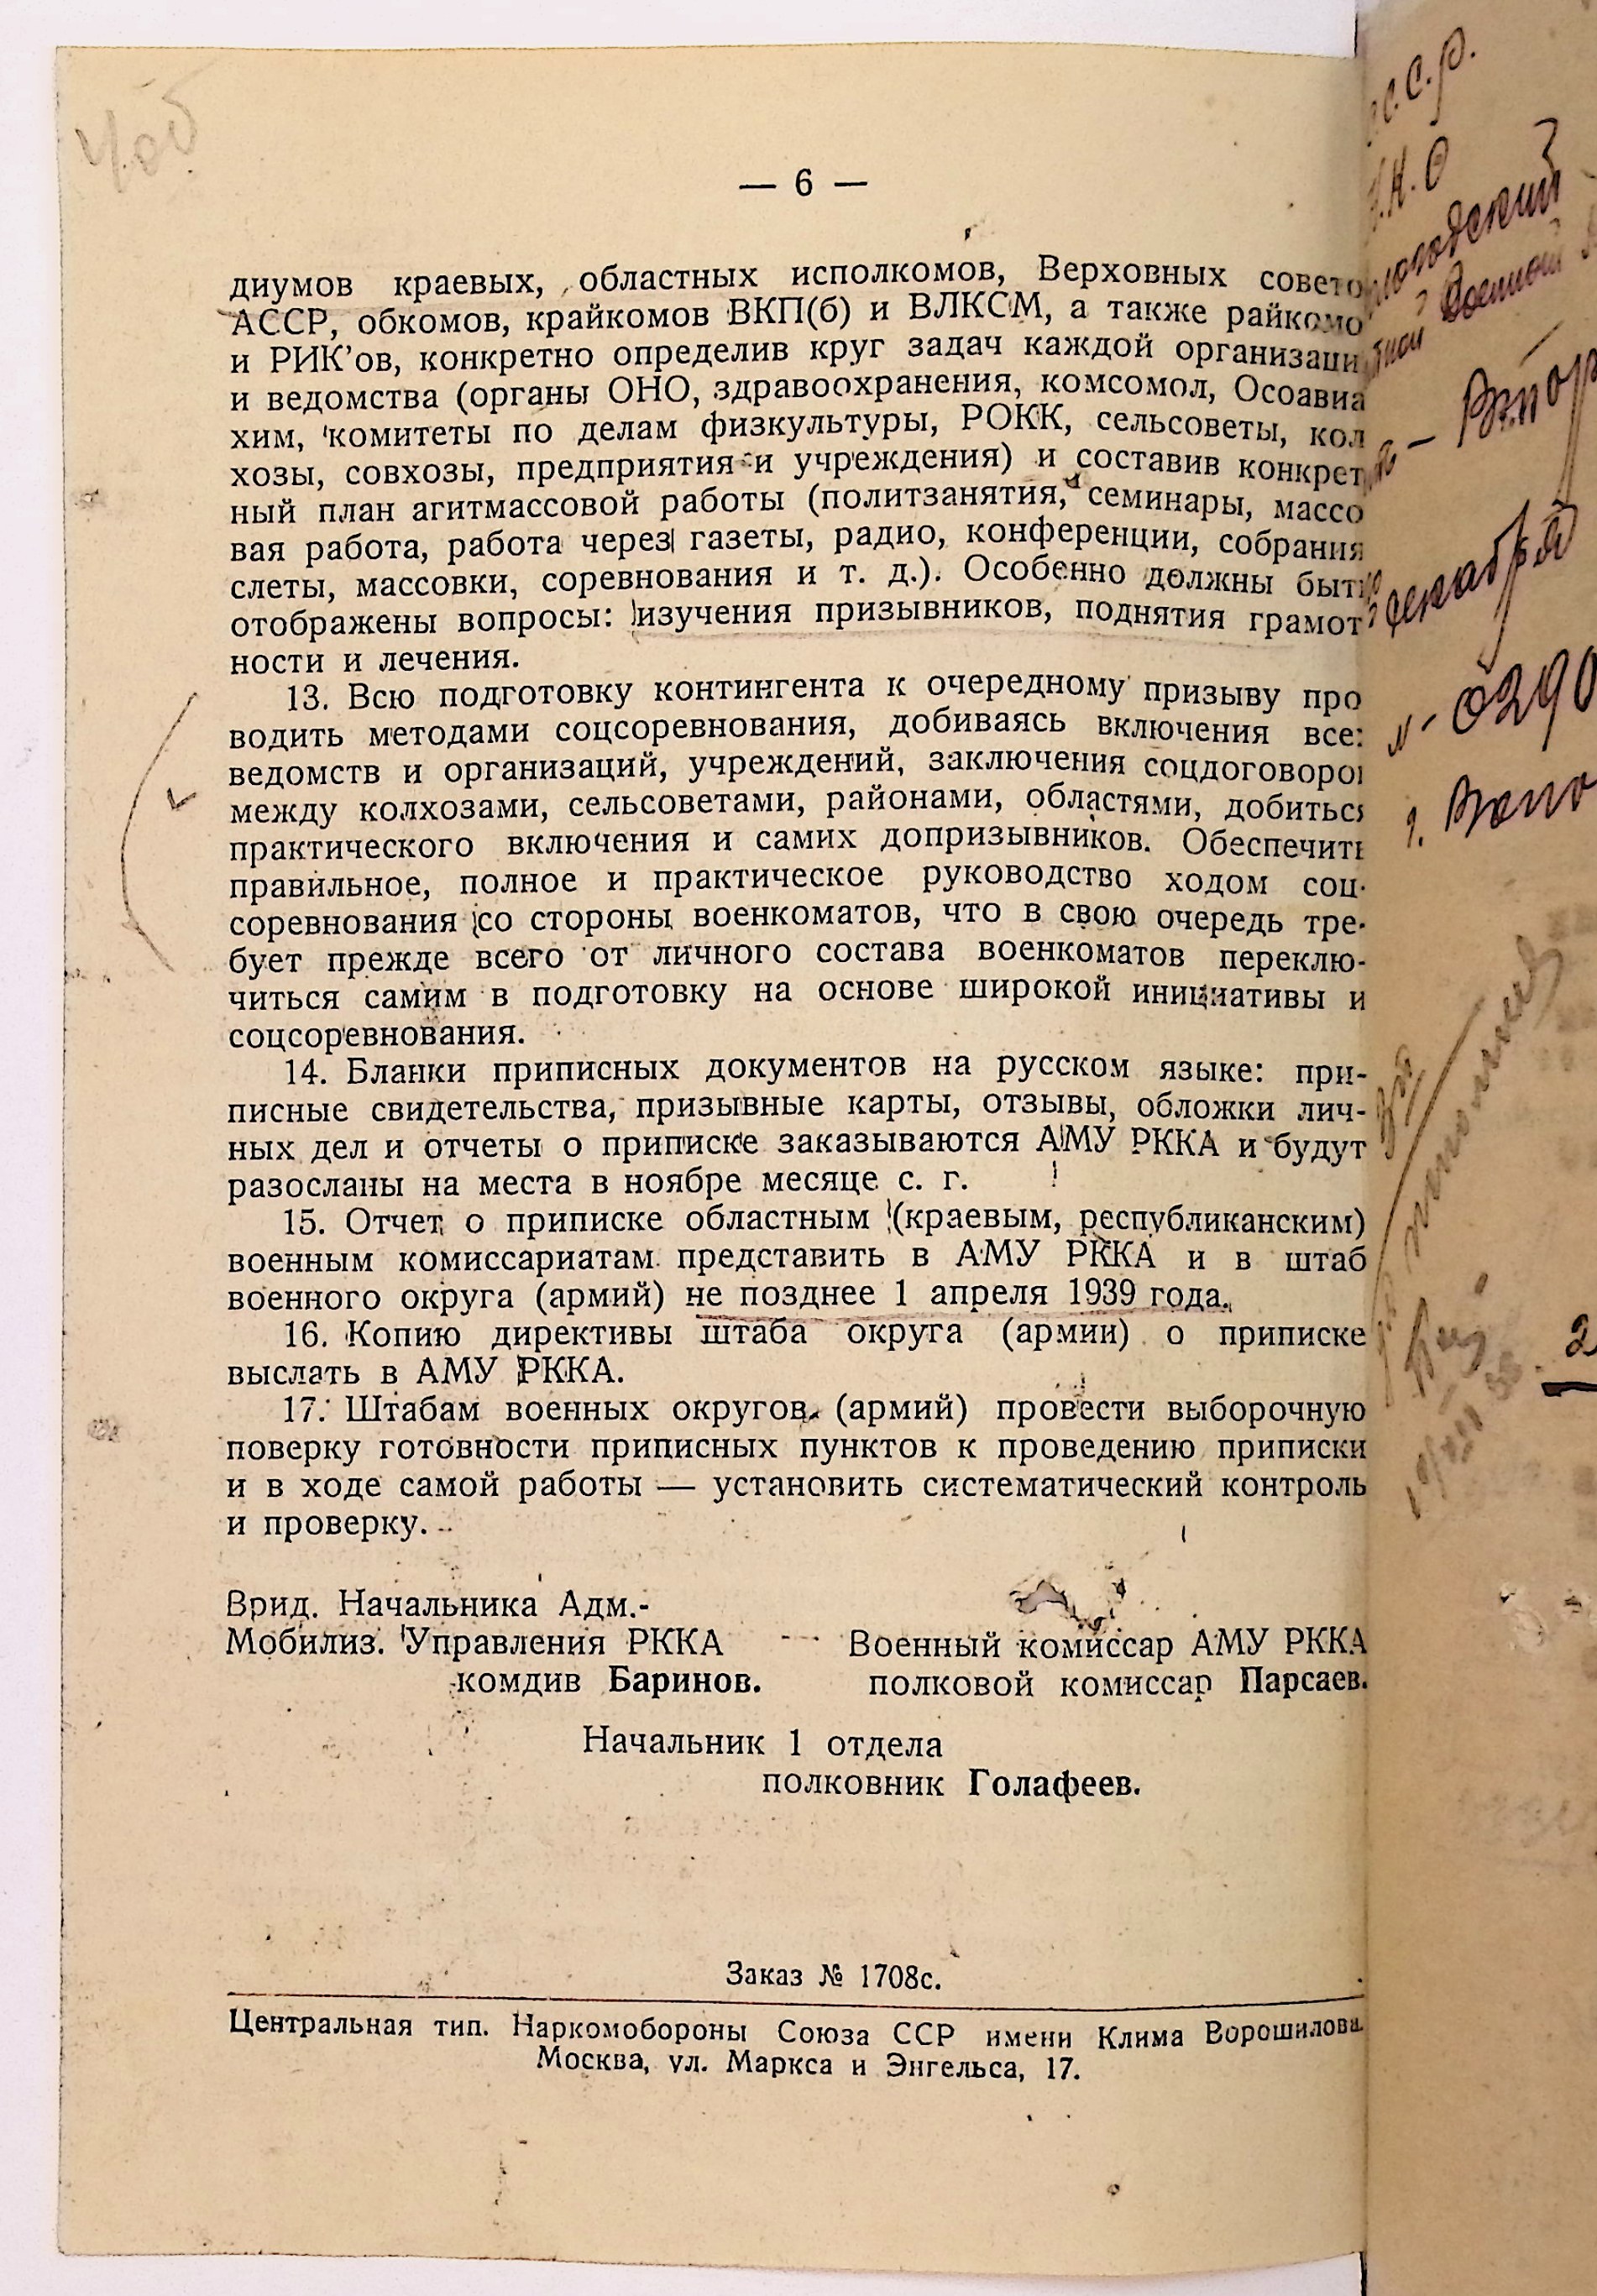 4об
— 6 —
диумов краевых, областных исполкомов, Верховных совето
АССР, обкомов, крайкомов ВКП(б) и ВЛКСМ, а также райкомо
и РИК’ов, конкретно определив круг задач каждой организаци
и ведомства (органы ОНО, здравоохранения, комсомол, Осоавиа
хим, комитеты по делам физкультуры, РОКК, сельсоветы, кол
хозы, совхозы, предприятия и учреждения) и составив конкрет
ный план агитмассовой работы (политзанятия, семинары, массо
вая работа, работа через газеты, радио, конференции, собрания
слеты, массовки, соревнования и т. д.). Особенно должны быт
отображены вопросы: изучения призывников, поднятия грамот
ности и лечения.
13. Всю подготовку контингента к очередному призыву про
водить методами соцсоревнования, добиваясь включения все
ведомств и организаций, учреждений, заключения соцдоговоро
между колхозами, сельсоветами, районами, областями, добитьс
практического включения и самих допризывников. Обеспечить
правильное, полное и практическое руководство ходом соц-
соревнования со стороны военкоматов, что в свою очередь тре-
бует прежде всего от личного состава военкоматов переклю-
читься самим в подготовку на основе широкой инициативы и
соцсоревнования.
14. Бланки приписных документов на русском языке: при-
писные свидетельства, призывные карты, отзывы, обложки лич-
ных дел и отчеты о приписке заказываются АМУ РККА и будут
разосланы на места в ноябре месяце с. г.
15. Отчет о приписке областным (краевым, республиканским)
военным комиссариатам представить в АМУ РККА и в штаб
военного округа (армий) не позднее 1 апреля 1939 года.
16. Копию директивы штаба округа (армии) о приписке
выслать в АМУ РККА.
17. Штабам военных округов (армий) провести выборочную
поверку готовности приписных пунктов к проведению приписки
и в ходе самой работы — установить систематический контроль
и проверку.
Врид. Начальника Адм.-
Мобилиз. Управления РККА
комдив Баринов.
Военный комиссар АМУ РККА
полковой комиссар Парсаев.
Начальник 1 отдела
полковник Голафеев.
Заказ № 1708с.
Центральная тип. Наркомобороны Союза ССР имени Клима Ворошилова
Москва, ул. Маркса и Энгельса, 17.
С.С.Р.
Н.К.О
декабря
0290